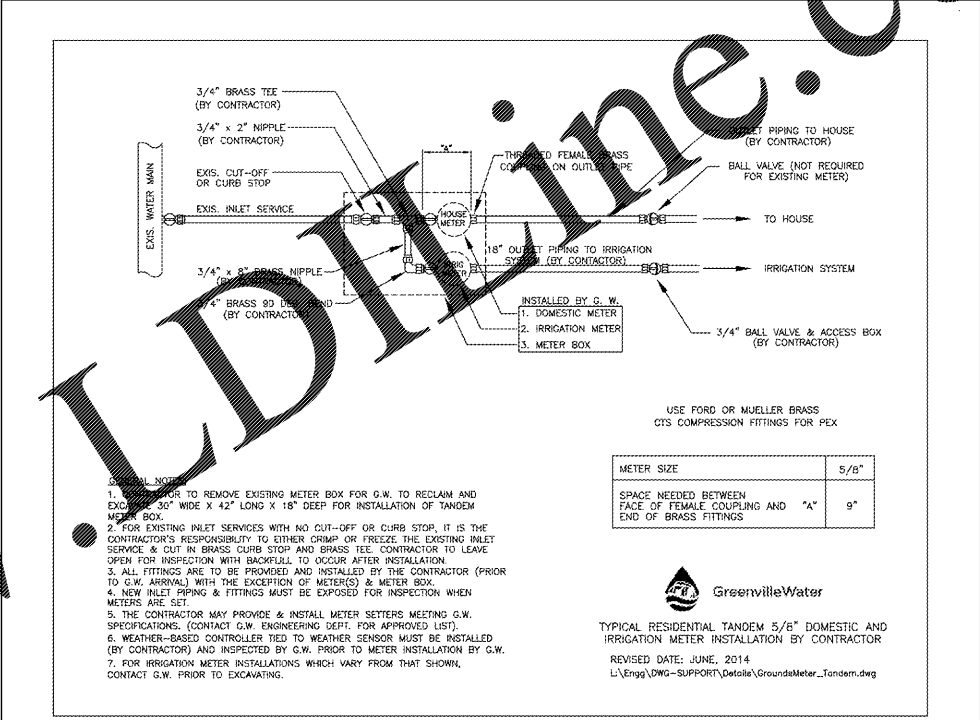 .LDILine.c
3/4" BRASS TEE
(BY CONTRACTOR)
3/4" x 2" NIPPLE
(BY CONTRACTOR)
EXIS. CUT-OFF
OR CURB STOP
EXIS. INLET SERVICE
EXIS. WATER MAIN
3/4" x 8" BRASS NIPPLE
(BY CONTRACTOR)
3/4" BRASS 90 DEG. BEND
(BY CONTRACTOR)
"A"
THREADED FEMALE BRASS
COUPLING ON OUTLET PIPE
OUTLET PIPING TO HOUSE
(BY CONTRACTOR)
BALL VALVE (NOT REQUIRED
FOR EXISTING METER)
HOUSE
METER
TO HOUSE
18" OUTLET PIPING TO IRRIGATION
SYSTEM (BY CONTRACTOR)
IRRIG
METER
IRRIGATION SYSTEM
INSTALLED BY G. W.
1. DOMESTIC METER
2. IRRIGATION METER
3. METER BOX
3/4" BALL VALVE & ACCESS BOX
(BY CONTRACTOR)
USE FORD OR MUELLER BRASS
CTS COMPRESSION FITTINGS FOR PEX
METER SIZE 5/8"
SPACE NEEDED BETWEEN
FACE OF FEMALE COUPLING AND "A" 9"
END OF BRASS FITTINGS
GENERAL NOTES:
1. CONTRACTOR TO REMOVE EXISTING METER BOX FOR G.W. TO RECLAIM AND
EXCAVATE 30" WIDE X 42" LONG X 18" DEEP FOR INSTALLATION OF TANDEM
METER BOX.
2. FOR EXISTING INLET SERVICES WITH NO CUT-OFF OR CURB STOP, IT IS THE
CONTRACTOR'S RESPONSIBILITY TO EITHER CRIMP OR FREEZE THE EXISTING INLET
SERVICE & CUT IN BRASS CURB STOP AND BRASS TEE. CONTRACTOR TO LEAVE
OPEN FOR INSPECTION WITH BACKFULL TO OCCUR AFTER INSTALLATION.
3. ALL FITTINGS ARE TO BE PROVIDED AND INSTALLED BY THE CONTRACTOR (PRIOR
TO G.W. ARRIVAL) WITH THE EXCEPTION OF METER(S) & METER BOX.
4. NEW INLET PIPING & FITTINGS MUST BE EXPOSED FOR INSPECTION WHEN
METERS ARE SET.
5. THE CONTRACTOR MAY PROVIDE & INSTALL METER SETTERS MEETING G.W.
SPECIFICATIONS. (CONTACT G.W. ENGINEERING DEPT. FOR APPROVED LIST).
6. WEATHER-BASED CONTROLLER TIED TO WEATHER SENSOR MUST BE INSTALLED
(BY CONTRACTOR) AND INSPECTED BY G.W. PRIOR TO METER INSTALLATION BY G.W.
7. FOR IRRIGATION METER INSTALLATIONS WHICH VARY FROM THAT SHOWN,
CONTACT G.W. PRIOR TO EXCAVATING.
GreenvilleWater
TYPICAL RESIDENTIAL TANDEM 5/8" DOMESTIC AND
IRRIGATION METER INSTALLATION BY CONTRACTOR
REVISED DATE: JUNE, 2014
L:\Engg\DWG-SUPPORT\Details\GroundsMeter_Tandem.dwg